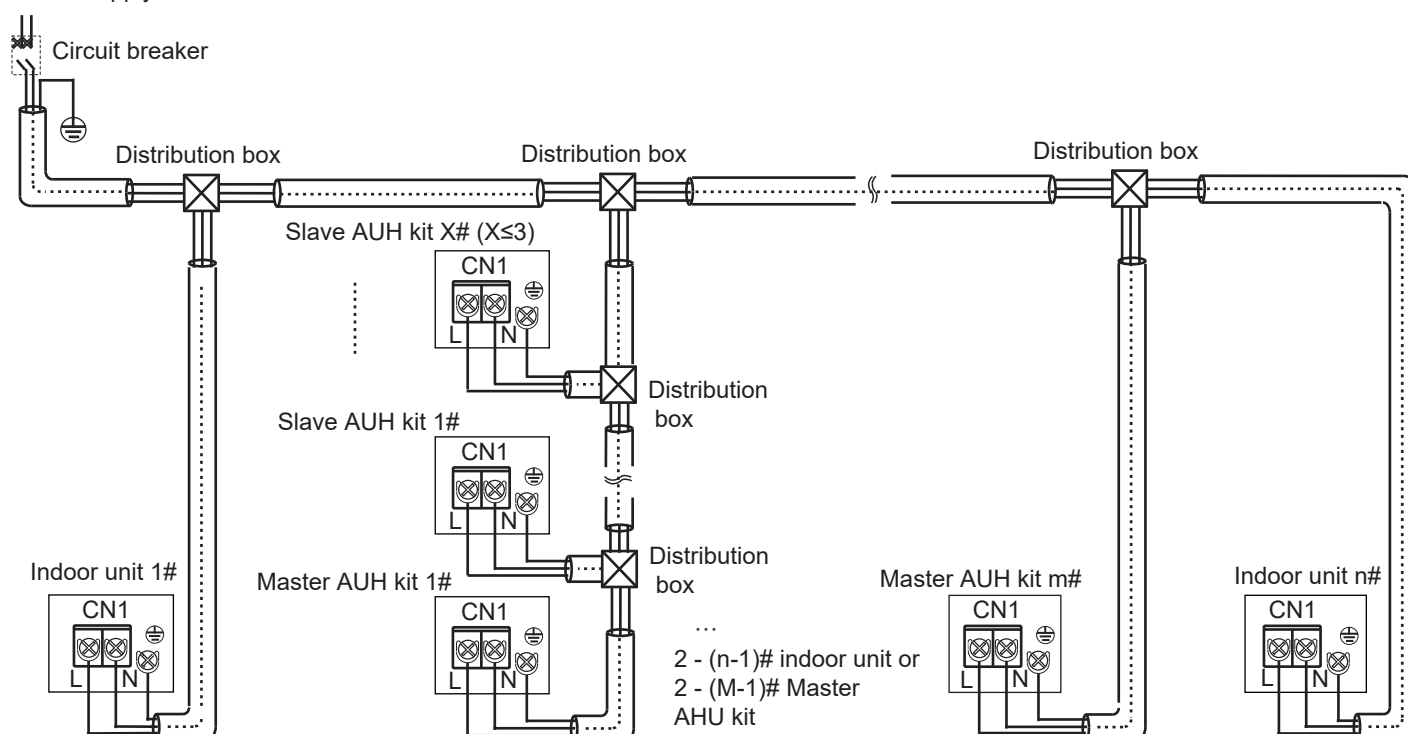 Circuit breaker
Distribution box
Distribution box
Distribution box
Slave AUH kit X# (X≤3)
CN1
L N
Distribution
box
Slave AUH kit 1#
CN1
L N
Distribution
box
Indoor unit 1#
CN1
L N
Master AUH kit 1#
CN1
L N
...
2 - (n-1)# indoor unit or
2 - (M-1)# Master
AHU kit
Master AUH kit m#
CN1
L N
Indoor unit n#
CN1
L N